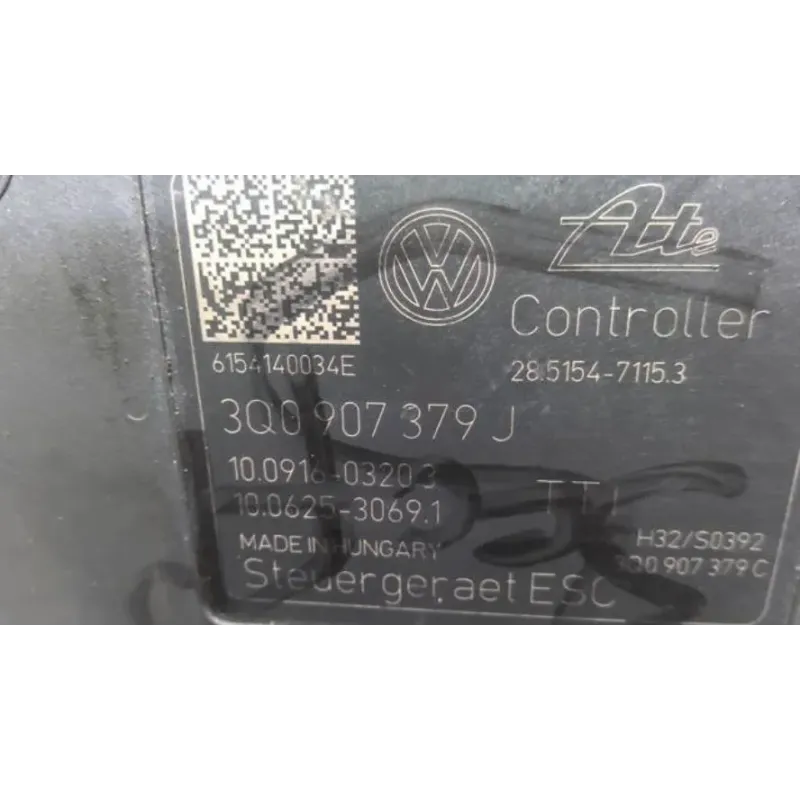 Ate
Controller
6154140034E
28.5154-7115.3
3Q0 907 379 J
10.0916-0320.3
10.0625-3069.1
H32/S0392
MADE IN HUNGARY
3Q0 907 379 C
Steuergeraet ESC